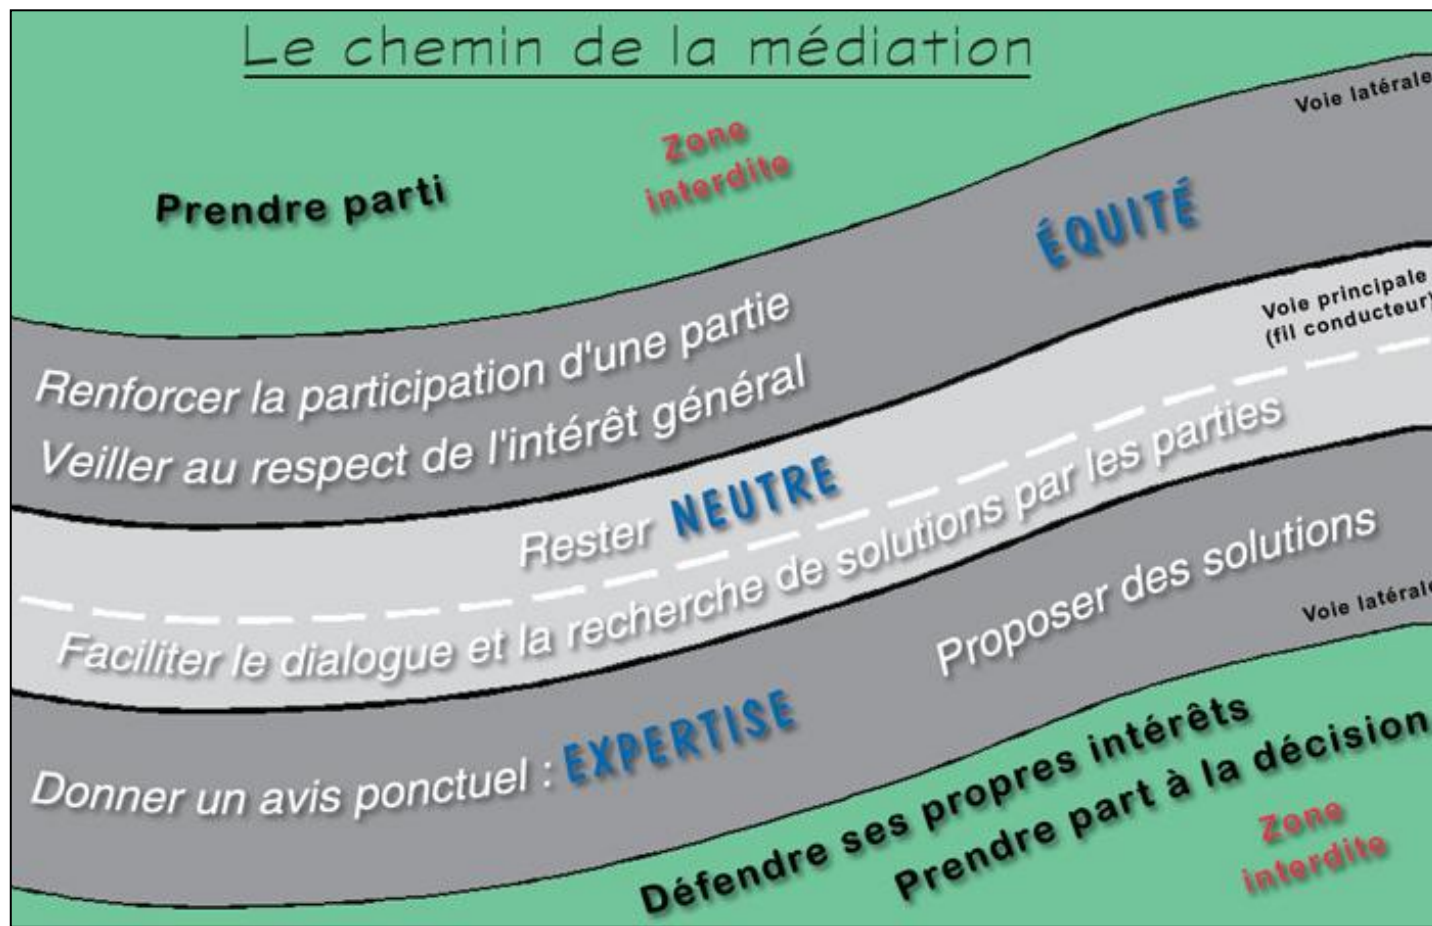 Le chemin de la médiation
Voie latérale
Zone
interdite
Prendre parti
ÉQUITÉ
Renforcer la participation d'une partie
Veiller au respect de l'intérêt général
Voie principale
(fil conducteur)
Rester NEUTRE
Faciliter le dialogue et la recherche de solutions par les parties
Proposer des solutions
Voie latérale
Donner un avis ponctuel : EXPERTISE
Défendre ses propres intérêts
Prendre part à la décision
Zone
interdite